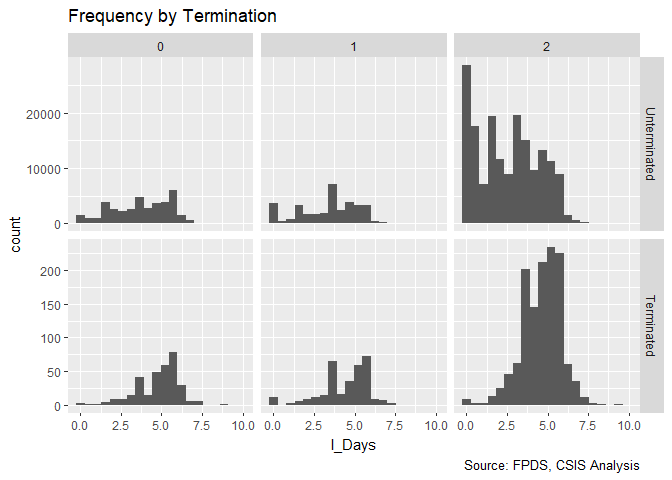 Frequency by Termination
0 1 2
20000
10000
0
Unterminated
count
200
150
100
50
0
Terminated
0.0 2.5 5.0 7.5 10.0 0.0 2.5 5.0 7.5 10.0 0.0 2.5 5.0 7.5 10.0
l_Days
Source: FPDS, CSIS Analysis